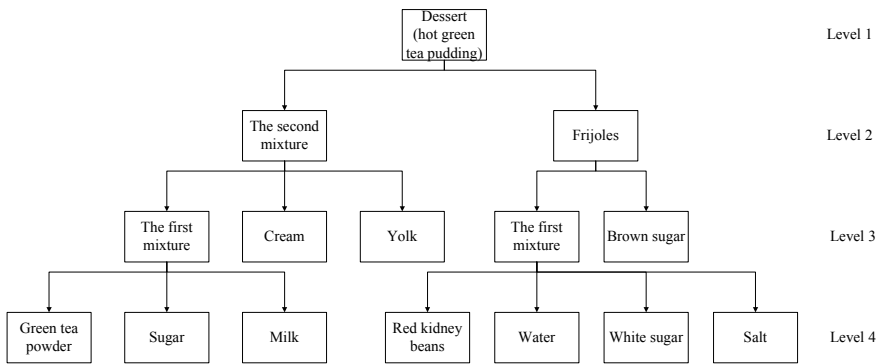 Dessert
(hot green
tea pudding)
Level 1
The second
mixture
Frijoles
Level 2
The first
mixture
Cream
Yolk
The first
mixture
Brown sugar
Level 3
Green tea
powder
Sugar
Milk
Red kidney
beans
Water
White sugar
Salt
Level 4